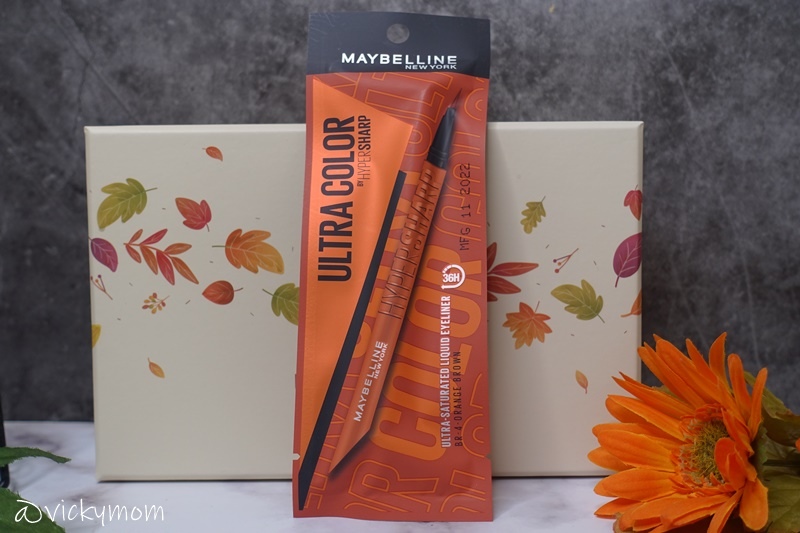 MAYBELLINE
NEW YORK
ULTRA COLOR
BY HYPERSHARP
MAYBELLINE
NEW YORK
HYPERSHARP
COLOR
36H
ULTRA-SATURATED LIQUID EYELINER
BR-4 ORANGE BROWN
MFG 11 2022
@vickymom